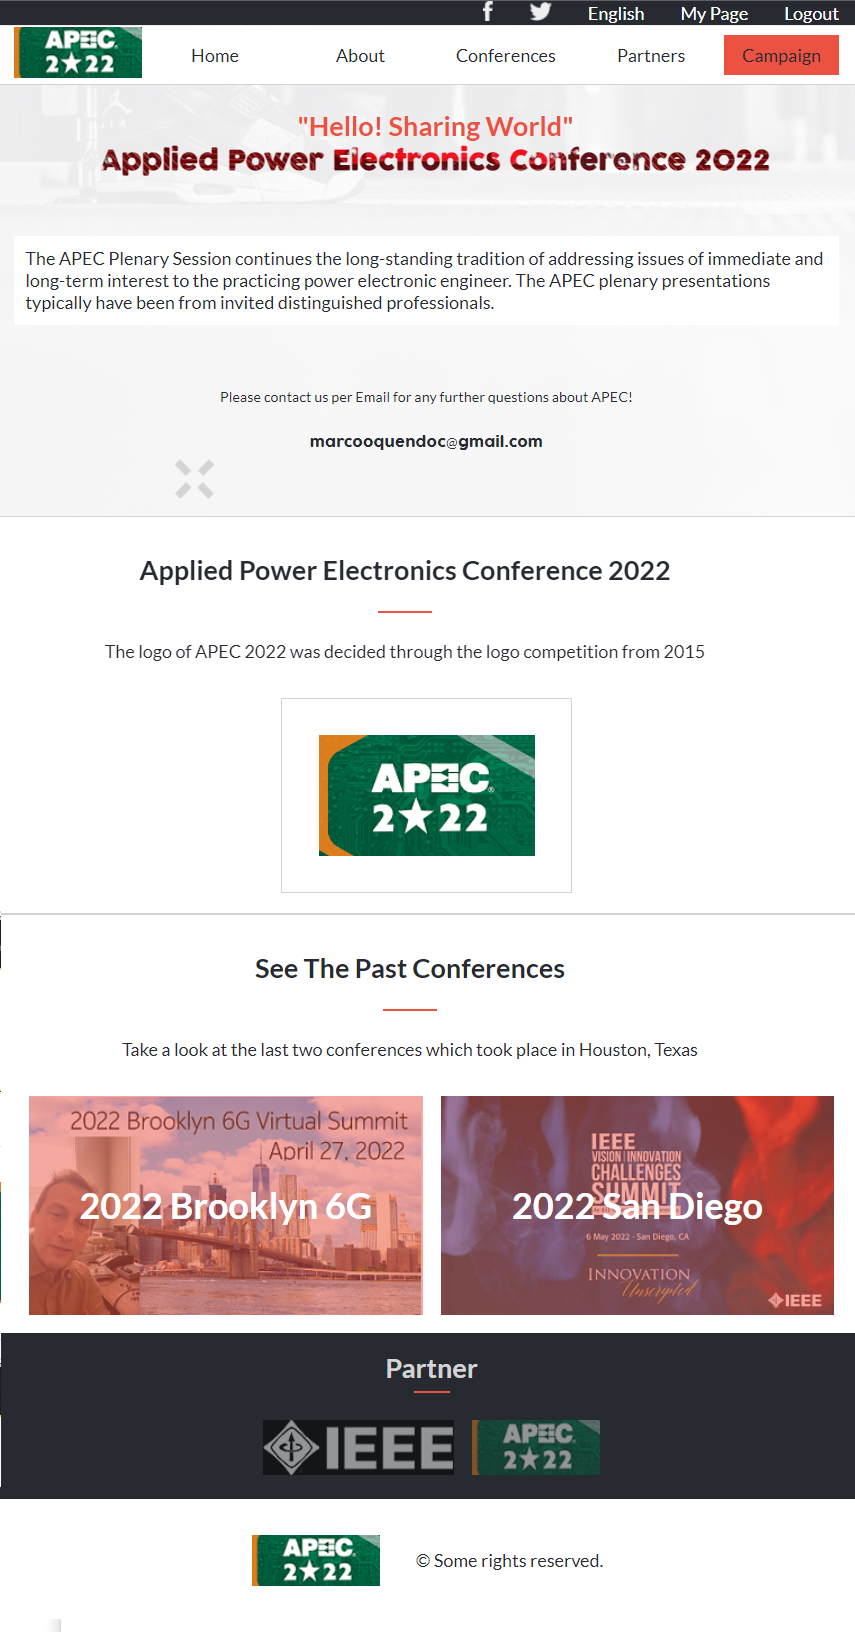 English My Page Logout
APEC
2★22
Home About Conferences Partners Campaign
"Hello! Sharing World"
Applied Power Electronics Conference 2022
The APEC Plenary Session continues the long-standing tradition of addressing issues of immediate and
long-term interest to the practicing power electronic engineer. The APEC plenary presentations
typically have been from invited distinguished professionals.
Please contact us per Email for any further questions about APEC!
marcooquendoc@gmail.com
Applied Power Electronics Conference 2022
The logo of APEC 2022 was decided through the logo competition from 2015
APEC®
2★22
See The Past Conferences
Take a look at the last two conferences which took place in Houston, Texas
2022 Brooklyn 6G Virtual Summit
April 27, 2022
2022 Brooklyn 6G
IEEE
VISION | INNOVATION
CHALLENGES
SUMMIT
2022 San Diego
6 May 2022 - San Diego, CA
INNOVATION
Unscripted
IEEE
Partner
IEEE
APEC
2★22
APEC
2★22
© Some rights reserved.